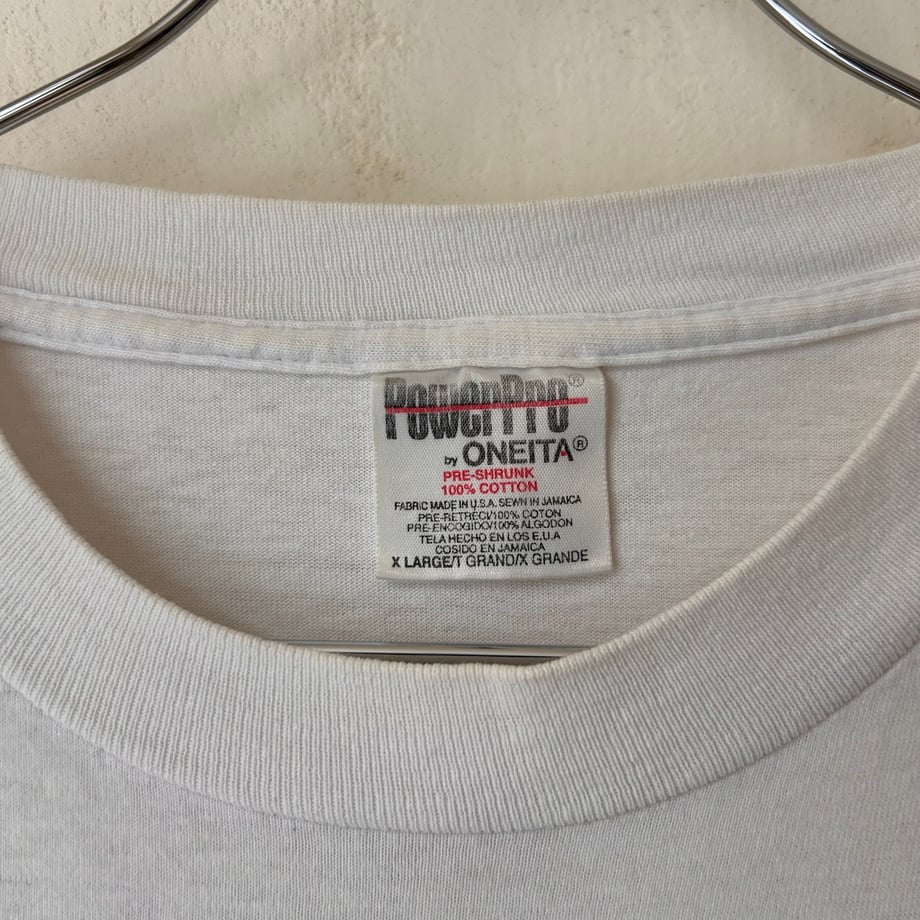 PowerPro®
by ONEITA®
PRE-SHRUNK
100% COTTON
FABRIC MADE IN U.S.A. SEWN IN JAMAICA
PRE-RETRECI/100% COTON
PRE-ENCOGIDO/100% ALGODON
TELA HECHO EN LOS E.U.A
COSIDO EN JAMAICA
X LARGE/T GRAND/X GRANDE